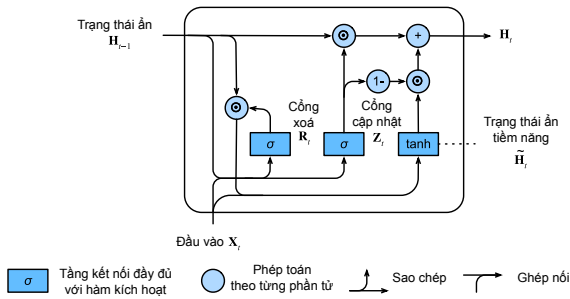 Trạng thái ẩn
H_{t−1}
+
H_t
1-
Cổng
xoá
R_t
Cổng
cập nhật
Z_t
σ
σ
tanh
Trạng thái ẩn
tiềm năng
H̃_t
Đầu vào X_t
σ
Tầng kết nối đầy đủ
với hàm kích hoạt
Phép toán
theo từng phần tử
Sao chép
Ghép nối